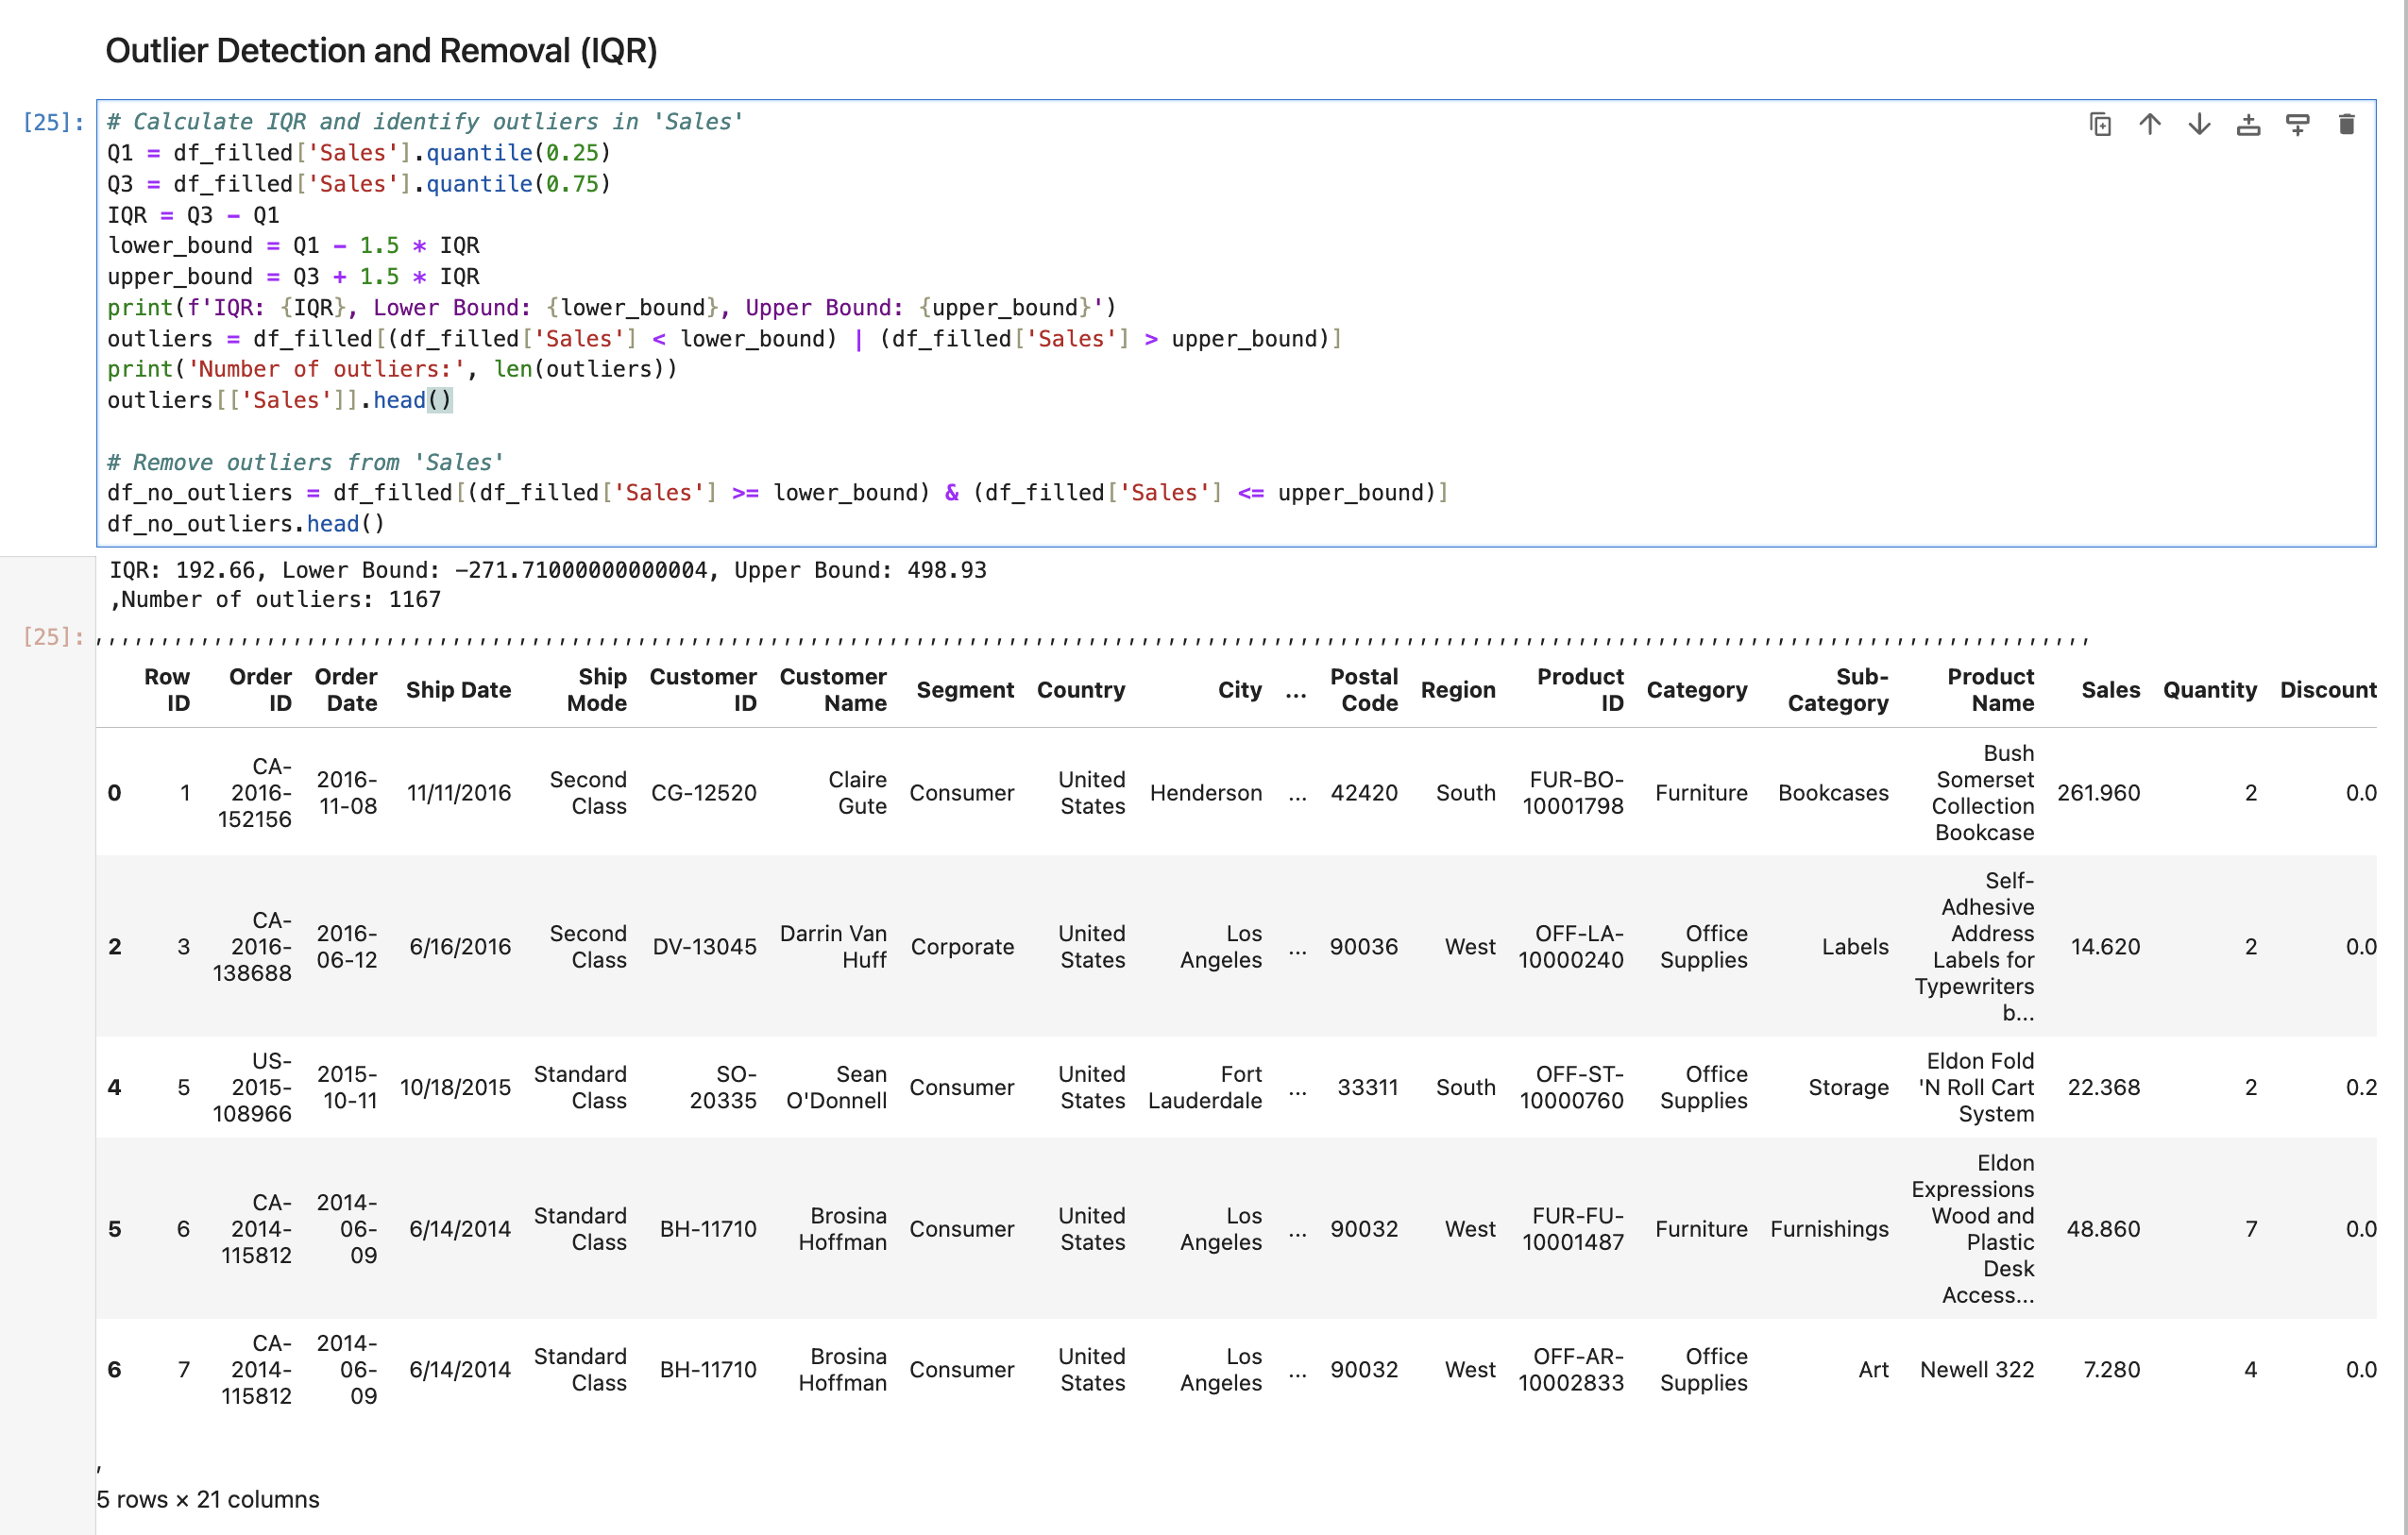 Outlier Detection and Removal (IQR)
[25]:
# Calculate IQR and identify outliers in 'Sales'
Q1 = df_filled['Sales'].quantile(0.25)
Q3 = df_filled['Sales'].quantile(0.75)
IQR = Q3 - Q1
lower_bound = Q1 - 1.5 * IQR
upper_bound = Q3 + 1.5 * IQR
print(f'IQR: {IQR}, Lower Bound: {lower_bound}, Upper Bound: {upper_bound}')
outliers = df_filled[(df_filled['Sales'] < lower_bound) | (df_filled['Sales'] > upper_bound)]
print('Number of outliers:', len(outliers))
outliers[['Sales']].head()
# Remove outliers from 'Sales'
df_no_outliers = df_filled[(df_filled['Sales'] >= lower_bound) & (df_filled['Sales'] <= upper_bound)]
df_no_outliers.head()
IQR: 192.66, Lower Bound: -271.71000000000004, Upper Bound: 498.93
,Number of outliers: 1167
[25]:
Row ID Order ID Order Date Ship Date Ship Mode Customer ID Customer Name Segment Country City ... Postal Code Region Product ID Category Sub-Category Product Name Sales Quantity Discount
0 1 CA-2016-152156 2016-11-08 11/11/2016 Second Class CG-12520 Claire Gute Consumer United States Henderson ... 42420 South FUR-BO-10001798 Furniture Bookcases Bush Somerset Collection Bookcase 261.960 2 0.0
2 3 CA-2016-138688 2016-06-12 6/16/2016 Second Class DV-13045 Darrin Van Huff Corporate United States Los Angeles ... 90036 West OFF-LA-10000240 Office Supplies Labels Self-Adhesive Address Labels for Typewriters b... 14.620 2 0.0
4 5 US-2015-108966 2015-10-11 10/18/2015 Standard Class SO-20335 Sean O'Donnell Consumer United States Fort Lauderdale ... 33311 South OFF-ST-10000760 Office Supplies Storage Eldon Fold 'N Roll Cart System 22.368 2 0.2
5 6 CA-2014-115812 2014-06-09 6/14/2014 Standard Class BH-11710 Brosina Hoffman Consumer United States Los Angeles ... 90032 West FUR-FU-10001487 Furniture Furnishings Eldon Expressions Wood and Plastic Desk Access... 48.860 7 0.0
6 7 CA-2014-115812 2014-06-09 6/14/2014 Standard Class BH-11710 Brosina Hoffman Consumer United States Los Angeles ... 90032 West OFF-AR-10002833 Office Supplies Art Newell 322 7.280 4 0.0
,
5 rows × 21 columns